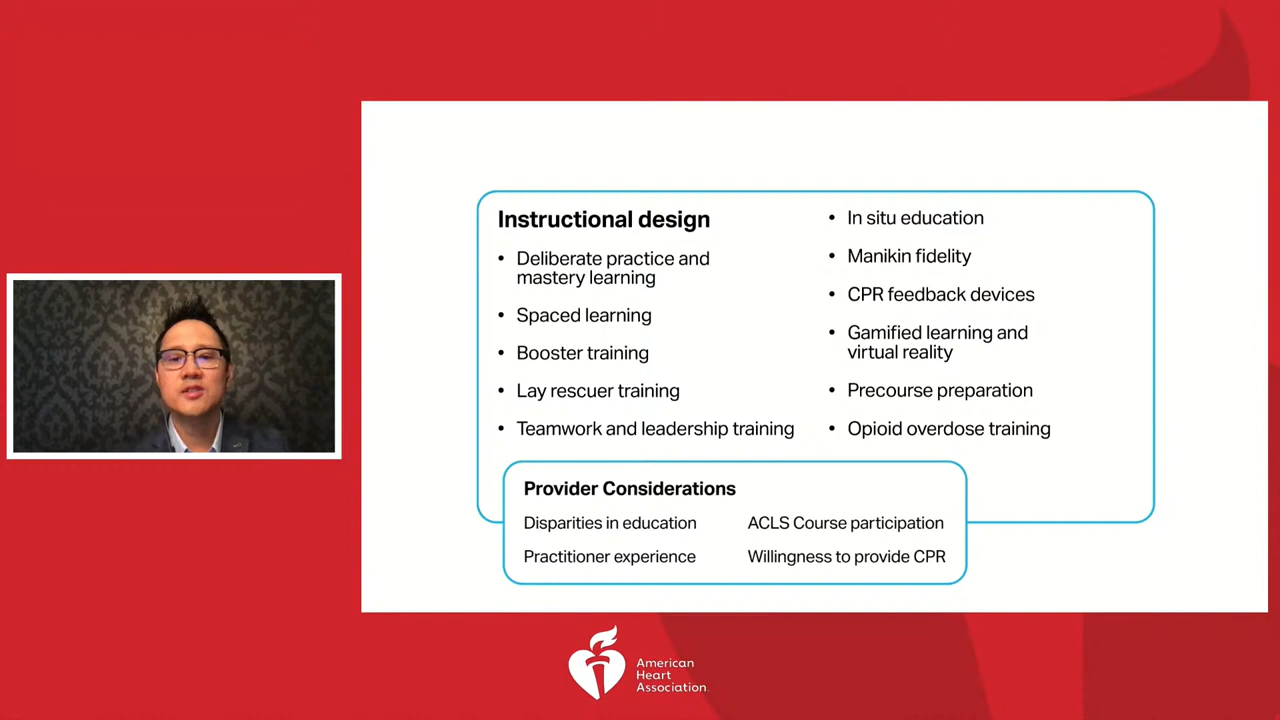 Instructional design
• Deliberate practice and
mastery learning
• Spaced learning
• Booster training
• Lay rescuer training
• Teamwork and leadership training
• In situ education
• Manikin fidelity
• CPR feedback devices
• Gamified learning and
virtual reality
• Precourse preparation
• Opioid overdose training
Provider Considerations
Disparities in education
Practitioner experience
ACLS Course participation
Willingness to provide CPR
American
Heart
Association.